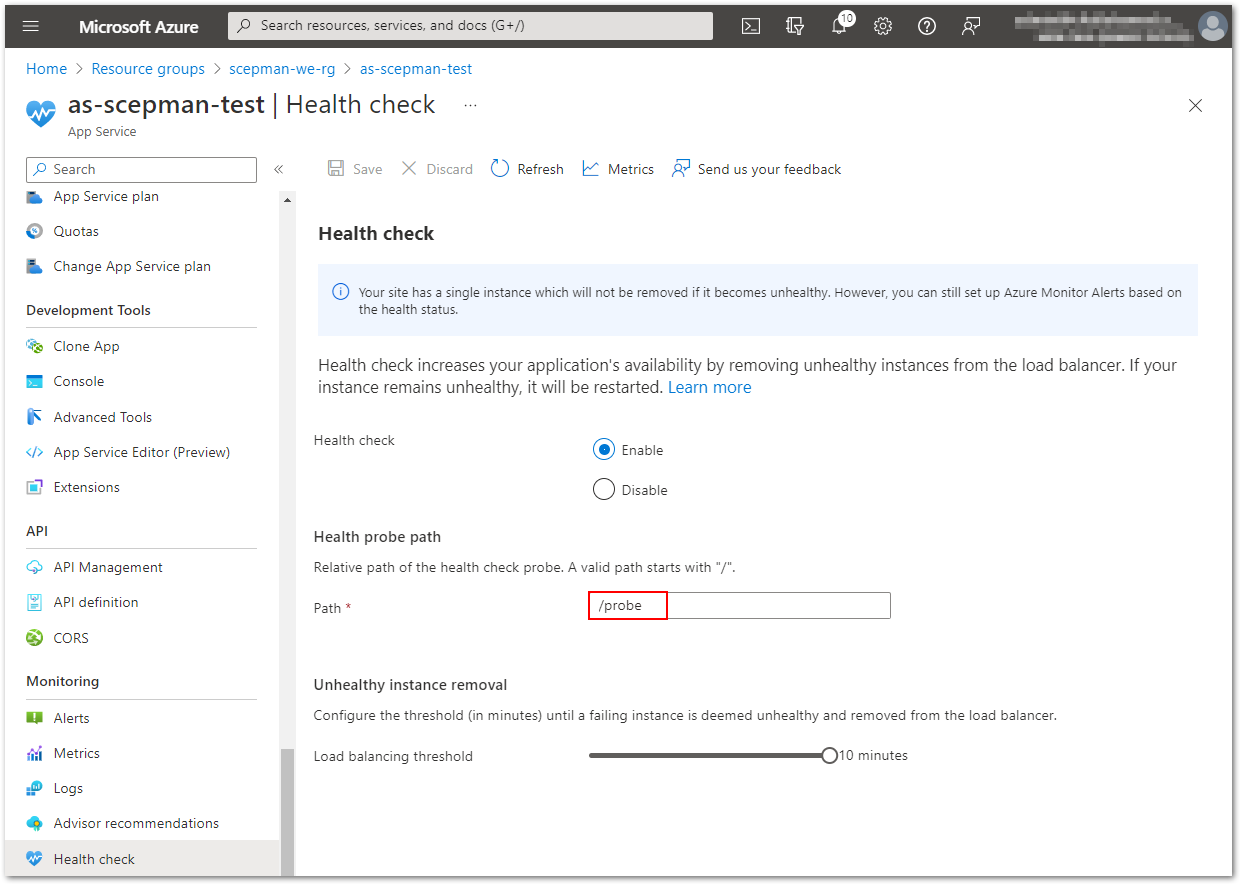 Microsoft Azure
Search resources, services, and docs (G+/)
10
Home > Resource groups > scepman-we-rg > as-scepman-test
as-scepman-test | Health check ...
App Service
Search
«
Save
Discard
Refresh
Metrics
Send us your feedback
App Service plan
Quotas
Change App Service plan
Development Tools
Clone App
Console
Advanced Tools
App Service Editor (Preview)
Extensions
API
API Management
API definition
CORS
Monitoring
Alerts
Metrics
Logs
Advisor recommendations
Health check
Health check
Your site has a single instance which will not be removed if it becomes unhealthy. However, you can still set up Azure Monitor Alerts based on
the health status.
Health check increases your application's availability by removing unhealthy instances from the load balancer. If your
instance remains unhealthy, it will be restarted. Learn more
Health check
Enable
Disable
Health probe path
Relative path of the health check probe. A valid path starts with "/".
Path *
/probe
Unhealthy instance removal
Configure the threshold (in minutes) until a failing instance is deemed unhealthy and removed from the load balancer.
Load balancing threshold
10 minutes